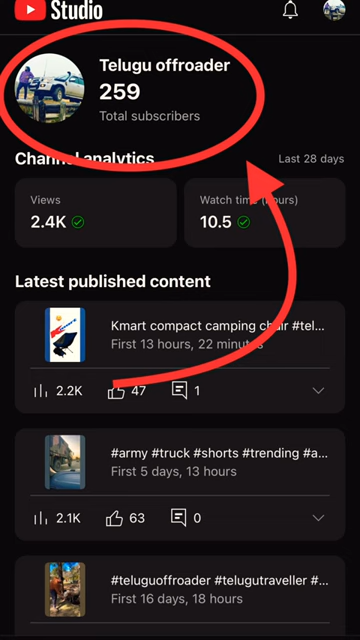 Studio
Telugu offroader
259
Total subscribers
Channel analytics
Last 28 days
Views
2.4K
Watch time (hours)
10.5
Latest published content
Kmart compact camping chair #tel...
First 13 hours, 22 minutes
2.2K 47 1
#army #truck #shorts #trending #a...
First 5 days, 13 hours
2.1K 63 0
#teluguoffroader #telugutraveller #...
First 16 days, 18 hours